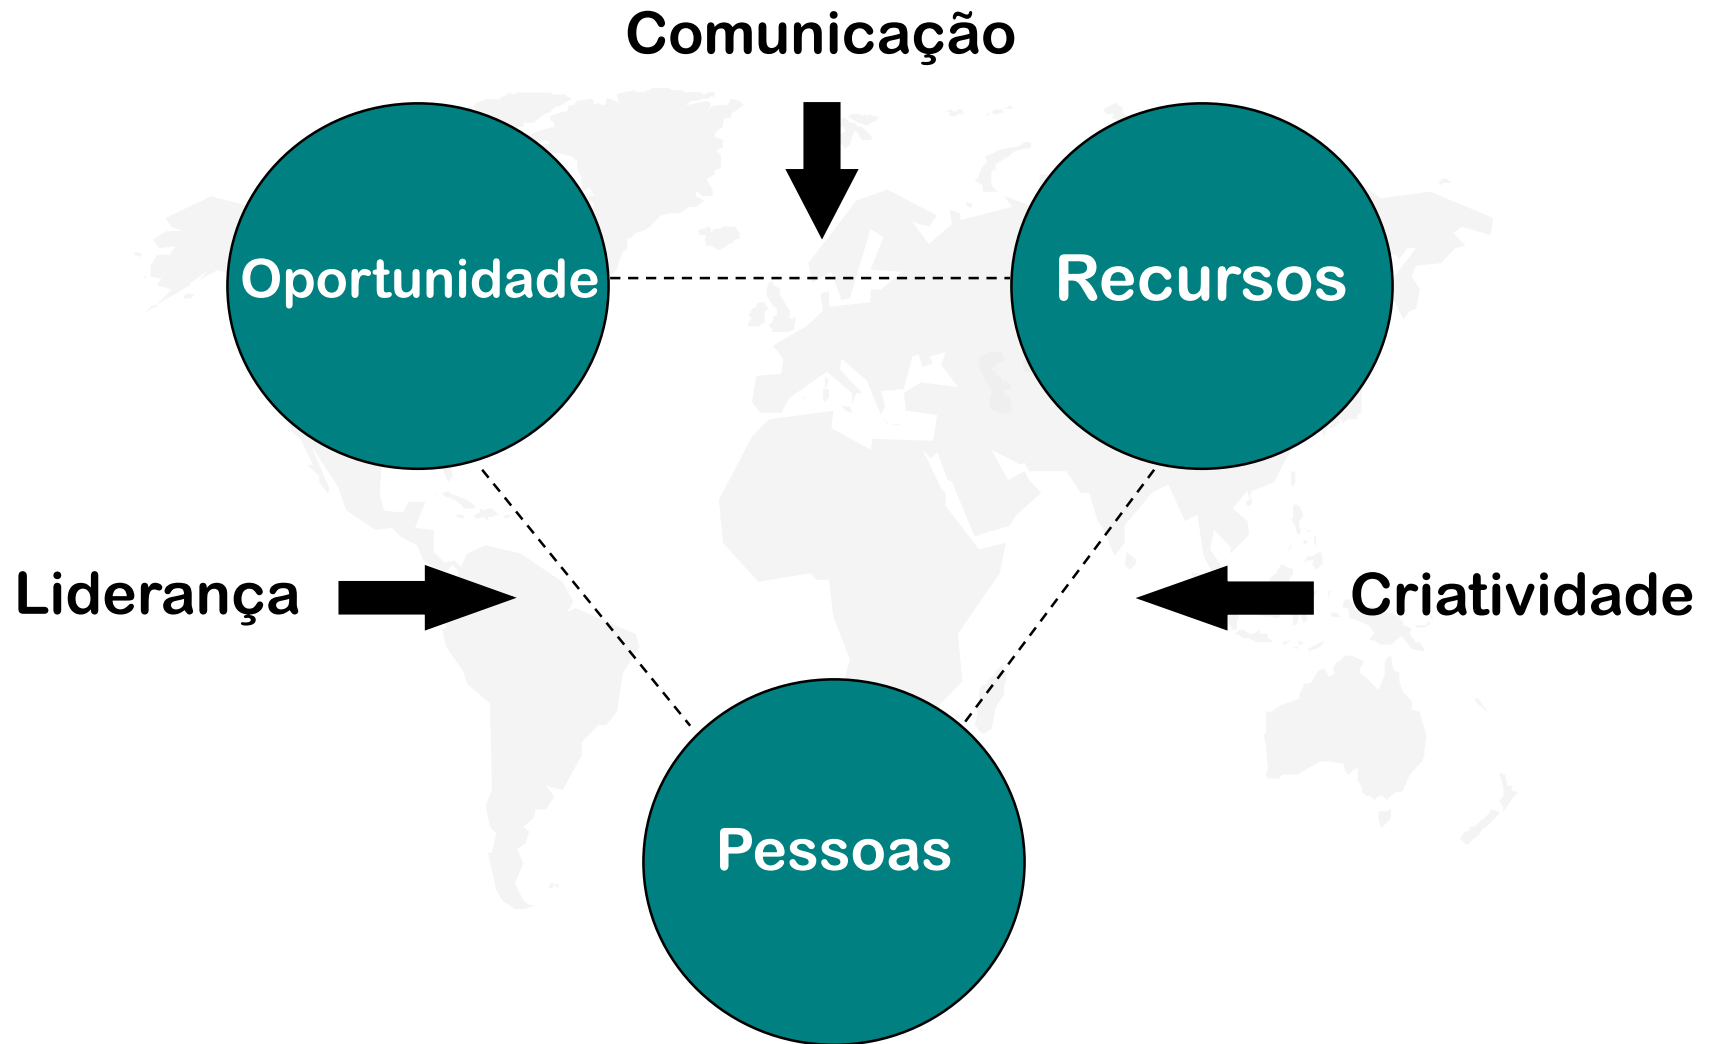 Comunicação
Oportunidade
Recursos
Liderança
Criatividade
Pessoas